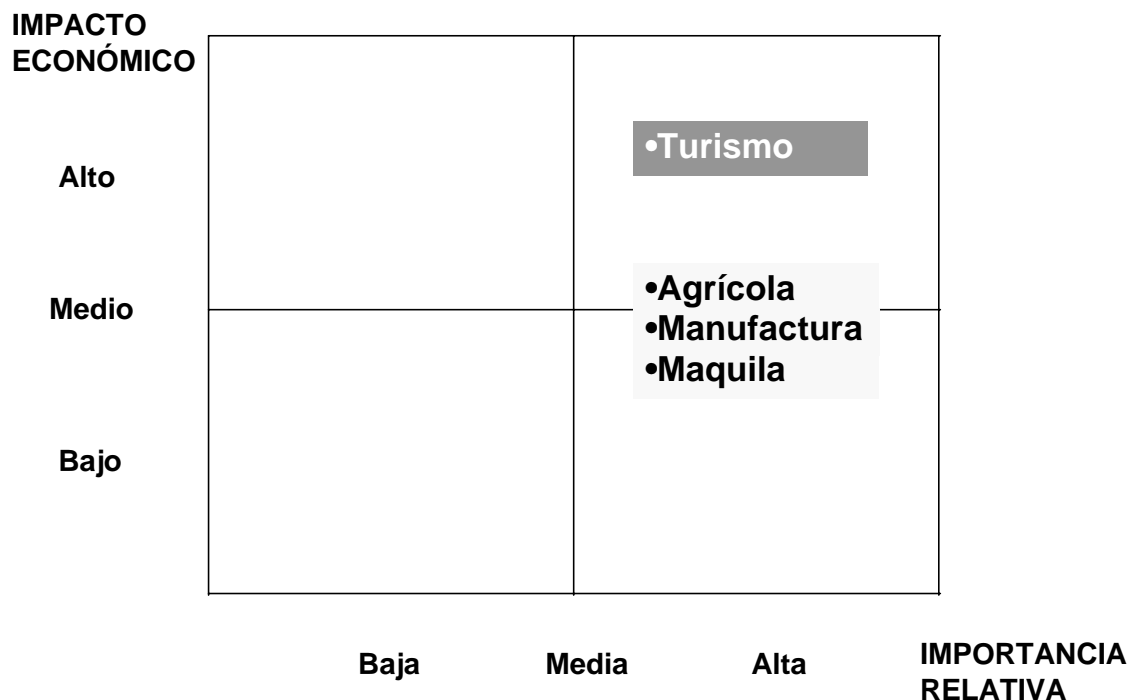 IMPACTO
ECONÓMICO
•Turismo
Alto
•Agrícola
Medio
•Manufactura
•Maquila
Bajo
Baja Media Alta
IMPORTANCIA
RELATIVA